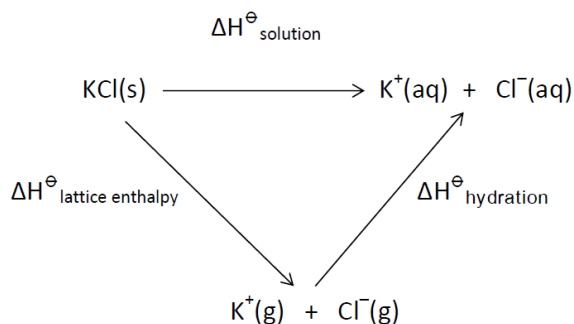 ΔH⦵solution
KCl(s) K⁺(aq) + Cl⁻(aq)
ΔH⦵lattice enthalpy ΔH⦵hydration
K⁺(g) + Cl⁻(g)